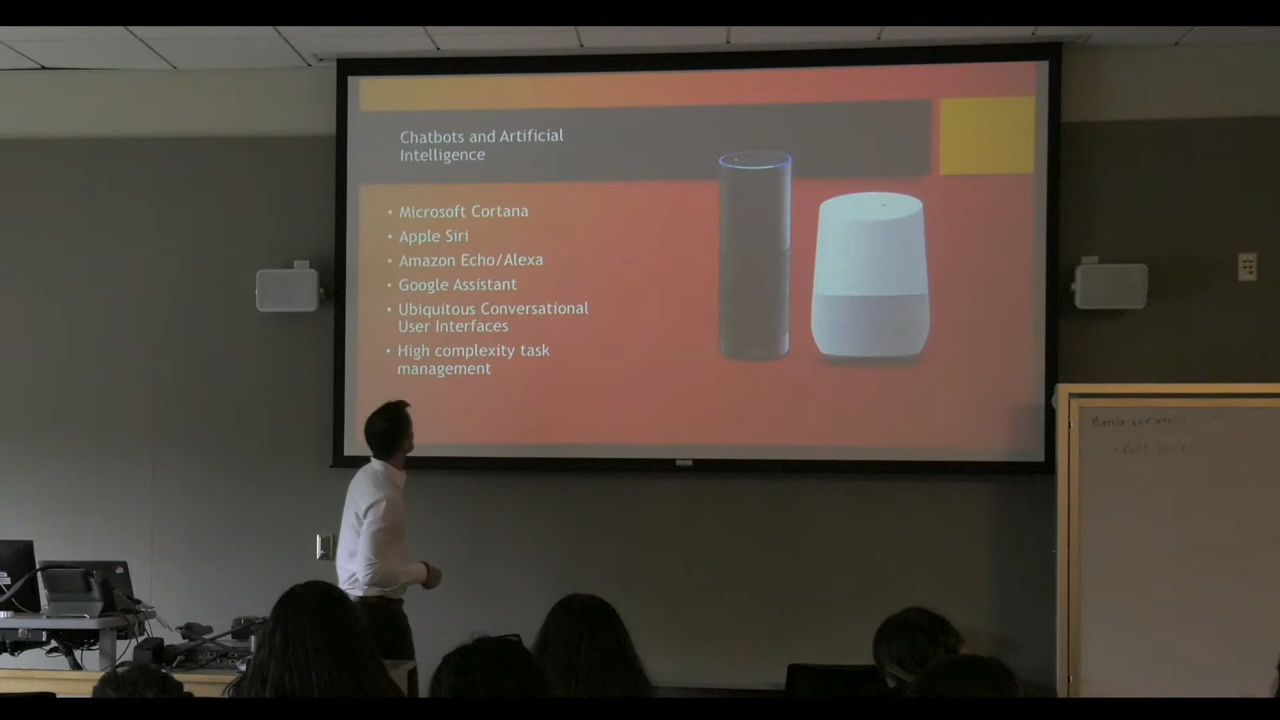 Chatbots and Artificial
Intelligence
• Microsoft Cortana
• Apple Siri
• Amazon Echo/Alexa
• Google Assistant
• Ubiquitous Conversational
User Interfaces
• High complexity task
management